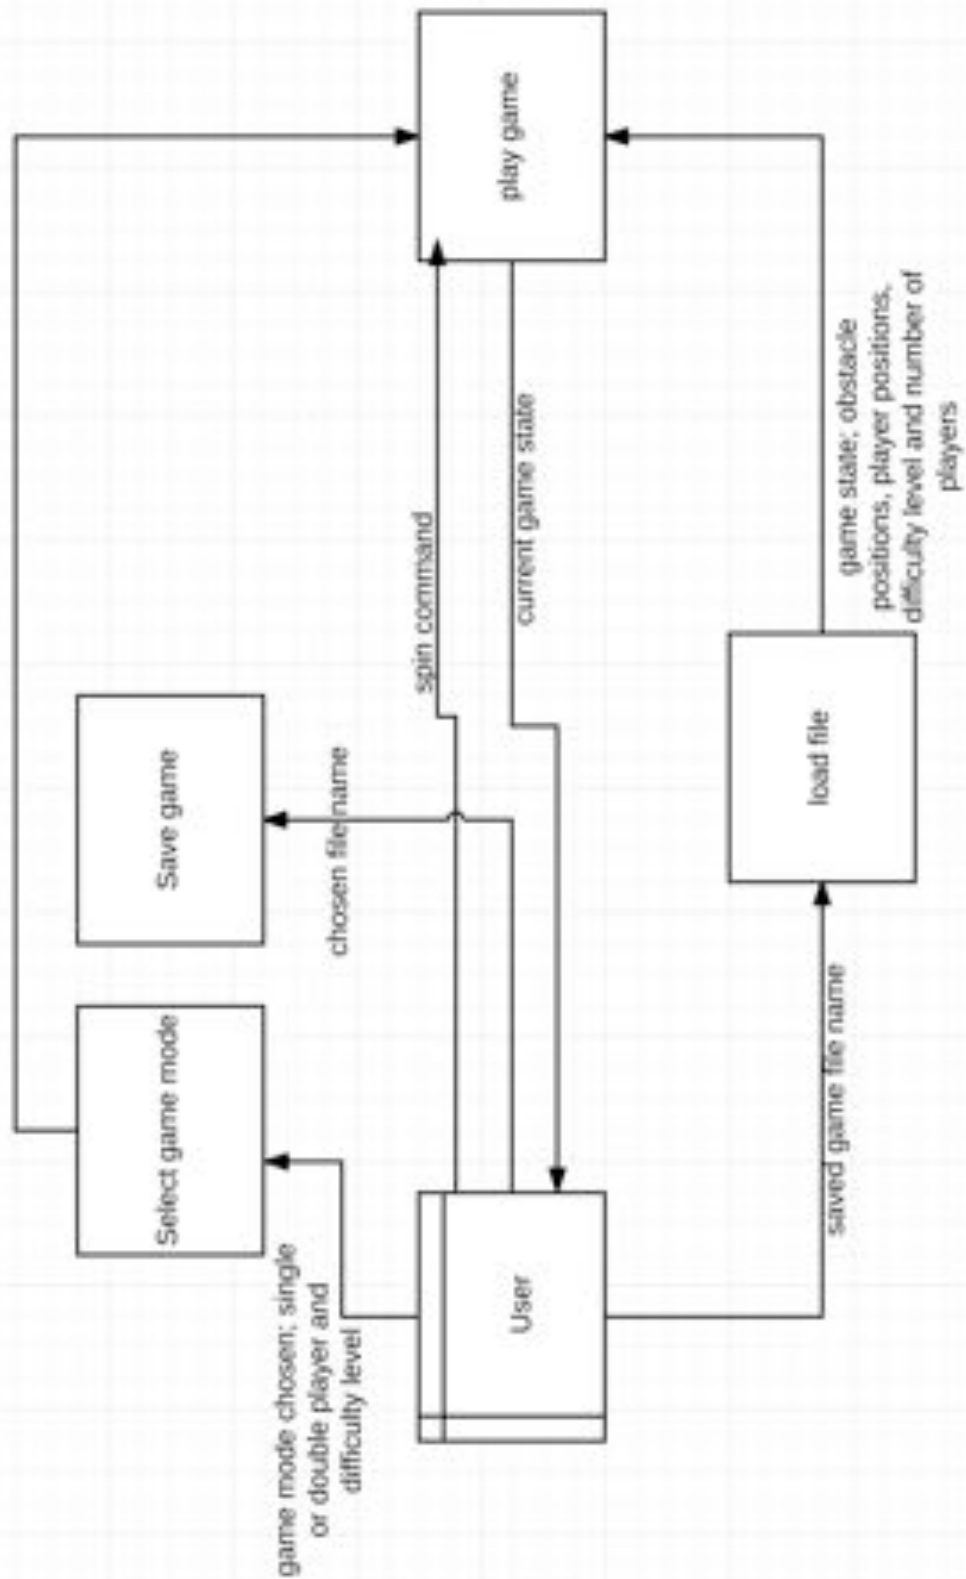 Select game mode
Save game
game mode chosen; single
or double player and
difficulty level
chosen file name
spin command
User
current game state
play game
saved game file name
load file
game state; obstacle
positions, player positions,
difficulty level and number of
players